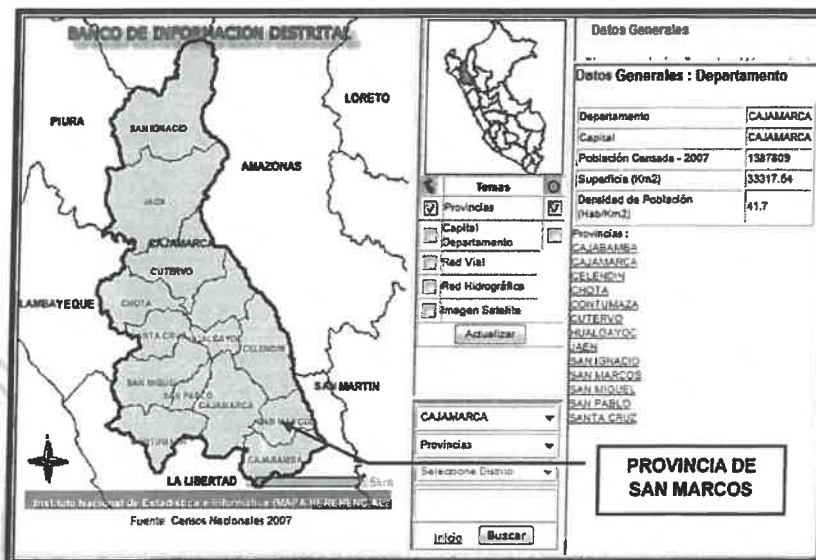 BANCO DE INFORMACION DISTRITAL
PIURA
LORETO
SAN IGNACIO
AMAZONAS
JAEN
CAJAMARCA
CUTERVO
LAMBAYEQUE
CHOTA
SANTA CRUZ
HUALGAYOC
CELENDIN
SAN MIGUEL
SAN PABLO
CAJAMARCA
SAN MARTIN
SAN MARCOS
CAJABAMBA
LA LIBERTAD
Instituto Nacional de Estadística e Informática
Fuente Censos Nacionales 2007
Temas
Provincias
Capital
Departamento
Red Vial
Red Hidrográfica
Imagen Satelite
Actualizar
CAJAMARCA
Provincias
Seleccione Distrito
Inicio Buscar
Datos Generales
Datos Generales : Departamento
Departamento CAJAMARCA
Capital CAJAMARCA
Población Censada - 2007 1387809
Superficie (Km2) 33317.54
Densidad de Población
(Hab/Km2) 41.7
Provincias :
CAJABAMBA
CAJAMARCA
CELENDIN
CHOTA
CONTUMAZA
CUTERVO
HUALGAYOC
JAEN
SAN IGNACIO
SAN MARCOS
SAN MIGUEL
SAN PABLO
SANTA CRUZ
PROVINCIA DE
SAN MARCOS